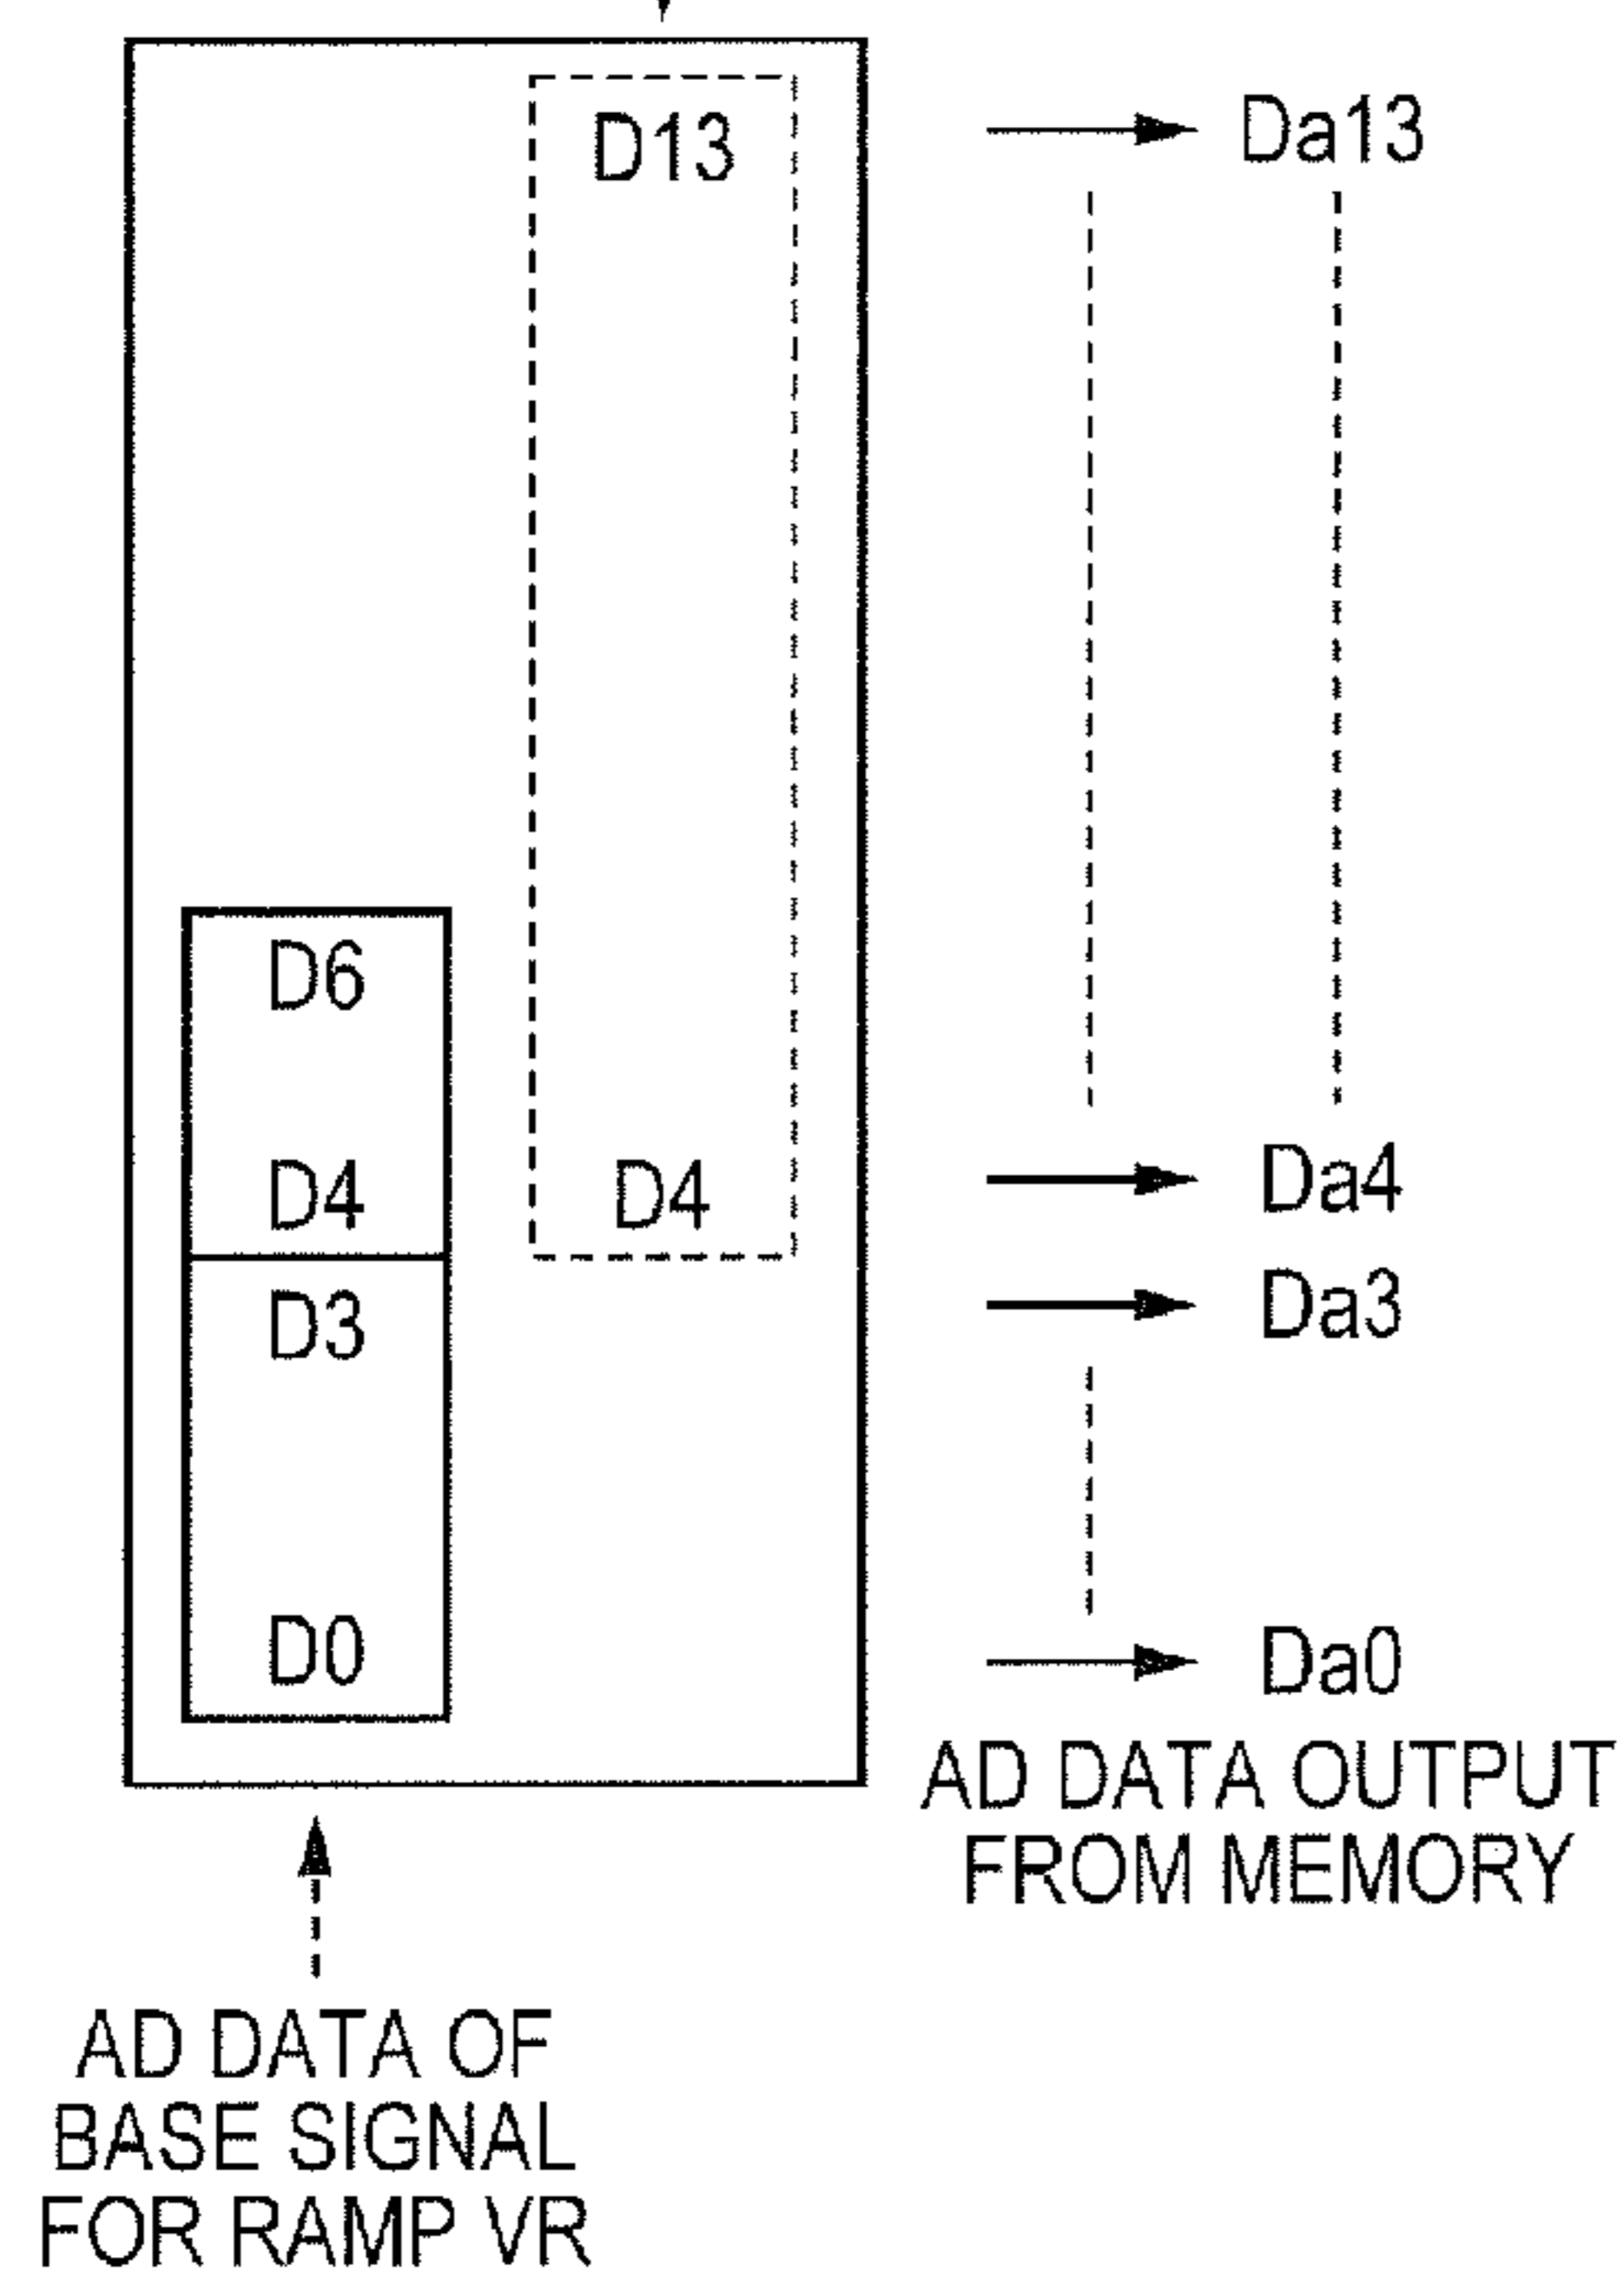 D13
Da13
D6
D4
D4
Da4
D3
Da3
D0
Da0
AD DATA OUTPUT
FROM MEMORY
AD DATA OF
BASE SIGNAL
FOR RAMP VR